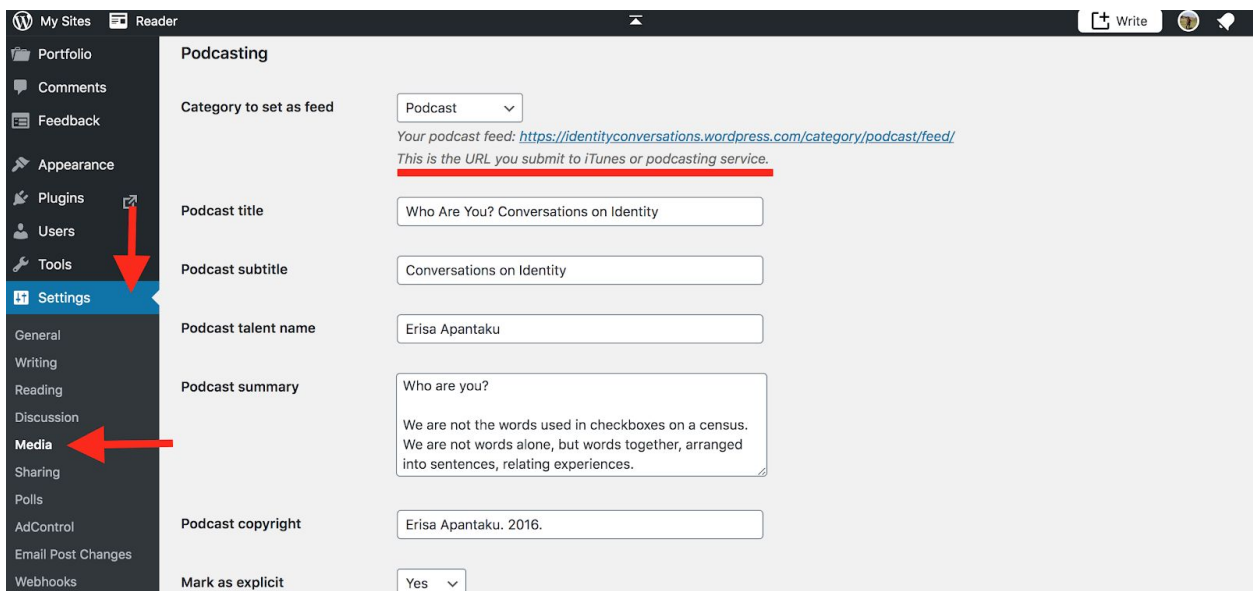 My Sites Reader Write
Portfolio
Comments
Feedback
Appearance
Plugins
Users
Tools
Settings
General
Writing
Reading
Discussion
Media
Sharing
Polls
AdControl
Email Post Changes
Webhooks
Podcasting
Category to set as feed Podcast
Your podcast feed: https://identityconversations.wordpress.com/category/podcast/feed/
This is the URL you submit to iTunes or podcasting service.
Podcast title Who Are You? Conversations on Identity
Podcast subtitle Conversations on Identity
Podcast talent name Erisa Apantaku
Podcast summary Who are you?
We are not the words used in checkboxes on a census.
We are not words alone, but words together, arranged
into sentences, relating experiences.
Podcast copyright Erisa Apantaku. 2016.
Mark as explicit Yes